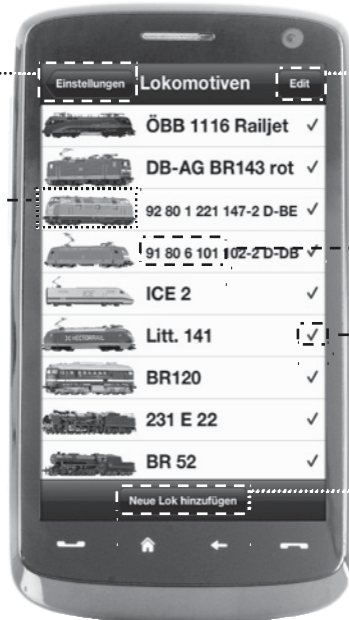 Einstellungen Lokomotiven Edit
ÖBB 1116 Railjet ✓
DB-AG BR143 rot ✓
92 80 1 221 147-2 D-BE ✓
91 80 6 101 102-2 D-DB ✓
ICE 2 ✓
Litt. 141 ✓
BR120 ✓
231 E 22 ✓
BR 52 ✓
Neue Lok hinzufügen